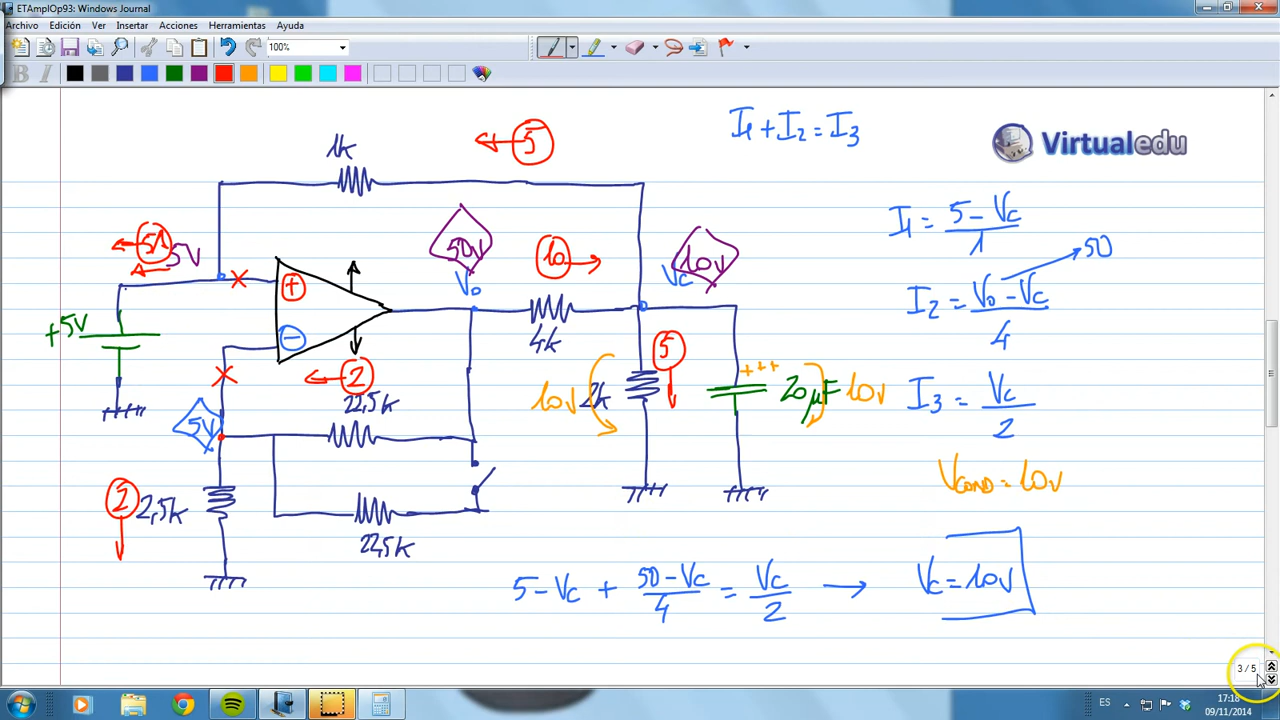 ETAmplOp93: Windows Journal
Archivo Edición Ver Insertar Acciones Herramientas Ayuda
100%
I1 + I2 = I3
Virtualedu
1k
5
I1 = 5 - Vc / 1
50
5V
50V
V0
10
10V
Vc
I2 = V0 - Vc / 4
+5V
+
-
4k
5
2
22,5k
10V
2k
+++
20µF
10V
I3 = Vc / 2
5V
VCOND = 10V
2
2,5k
22,5k
5 - Vc + 50 - Vc / 4 = Vc / 2 → Vc = 10V
3 / 5
ES
17:18
09/11/2014